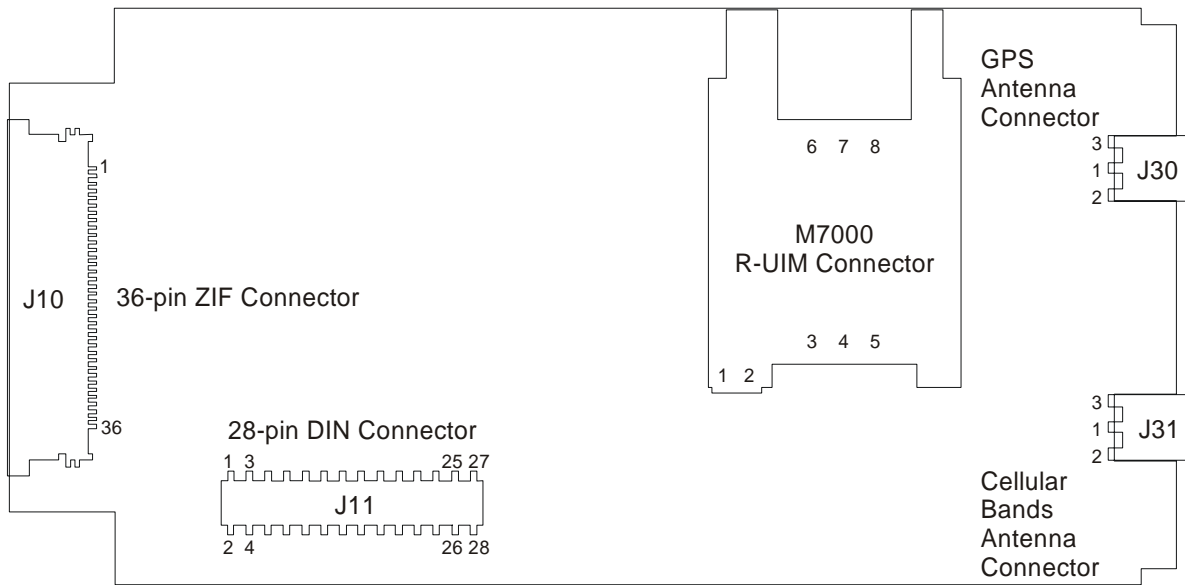 GPS
Antenna
Connector
6 7 8
3
1
2
J30
1
M7000
R-UIM Connector
J10
36-pin ZIF Connector
3 4 5
1 2
36
3
1
2
J31
28-pin DIN Connector
1 3 25 27
J11
2 4 26 28
Cellular
Bands
Antenna
Connector